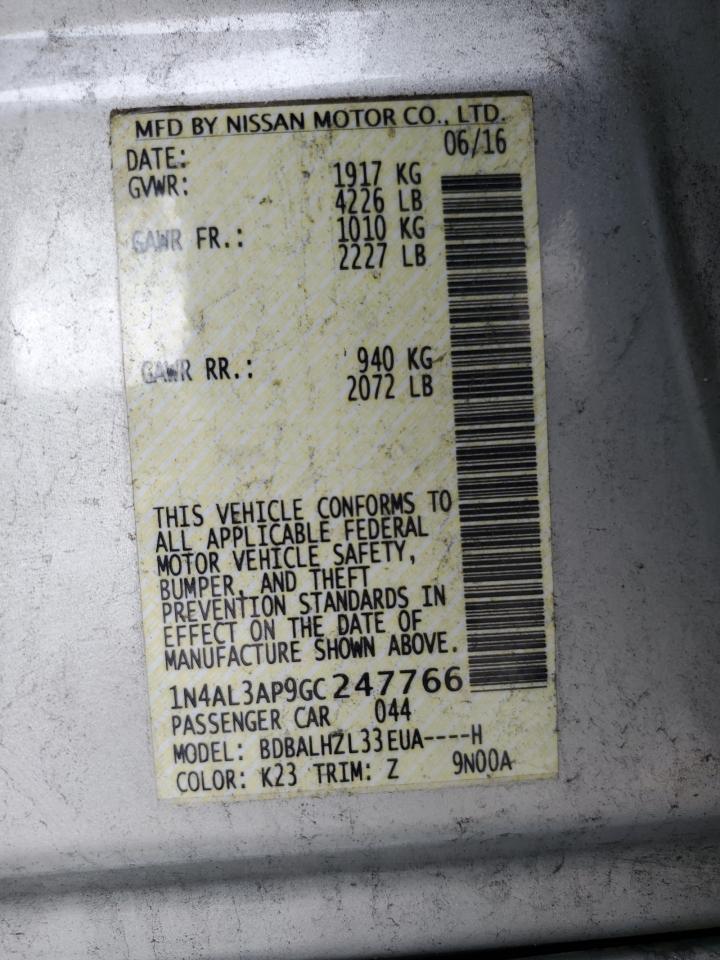 MFD BY NISSAN MOTOR CO., LTD.
DATE: 06/16
GVWR: 1917 KG
4226 LB
GAWR FR.: 1010 KG
2227 LB
GAWR RR.: 940 KG
2072 LB
THIS VEHICLE CONFORMS TO
ALL APPLICABLE FEDERAL
MOTOR VEHICLE SAFETY,
BUMPER, AND THEFT
PREVENTION STANDARDS IN
EFFECT ON THE DATE OF
MANUFACTURE SHOWN ABOVE.
1N4AL3AP9GC247766
PASSENGER CAR 044
MODEL: BDBALHZL33EUA----H
COLOR: K23 TRIM: Z 9N00A